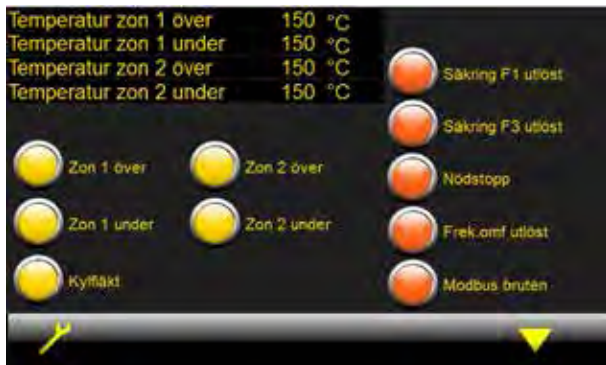 Temperatur zon 1 över 150 °C
Temperatur zon 1 under 150 °C
Temperatur zon 2 över 150 °C
Temperatur zon 2 under 150 °C
Zon 1 över
Zon 2 över
Zon 1 under
Zon 2 under
Kylfläkt
Säkring F1 utlöst
Säkring F3 utlöst
Nödstopp
Frek.omf utlöst
Modbus bruten